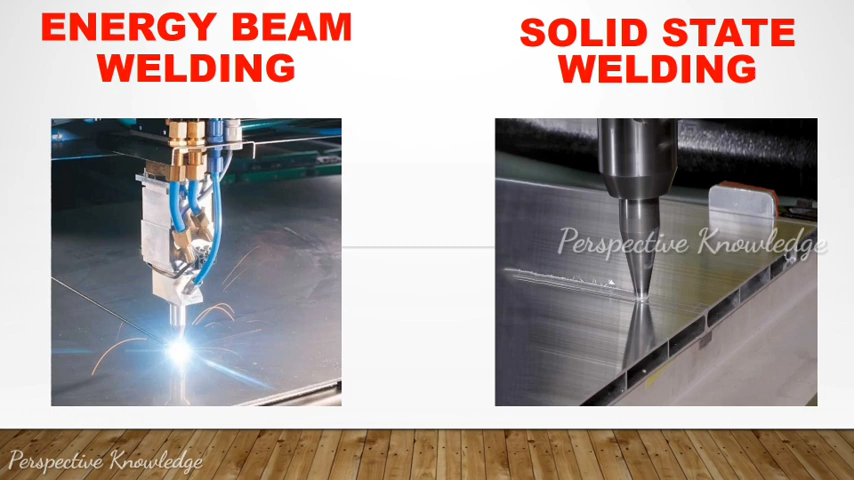 ENERGY BEAM
WELDING
SOLID STATE
WELDING
Perspective Knowledge
Perspective Knowledge